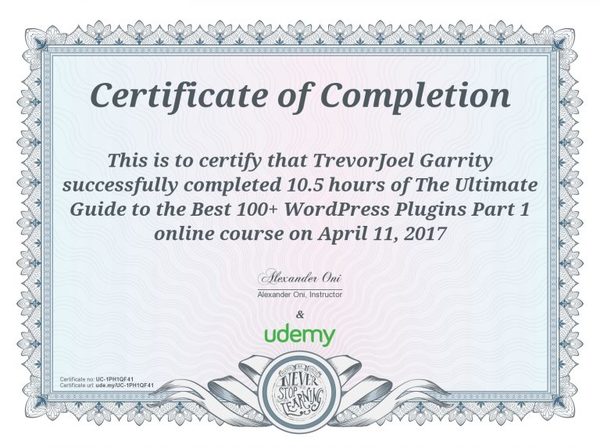 Certificate of Completion
This is to certify that TrevorJoel Garrity
successfully completed 10.5 hours of The Ultimate
Guide to the Best 100+ WordPress Plugins Part 1
online course on April 11, 2017
Alexander Oni
Alexander Oni, Instructor
&
udemy
Certificate no: UC-1PH1QF41
Certificate url: ude.my/UC-1PH1QF41
NEVER
STOP
LEARNING